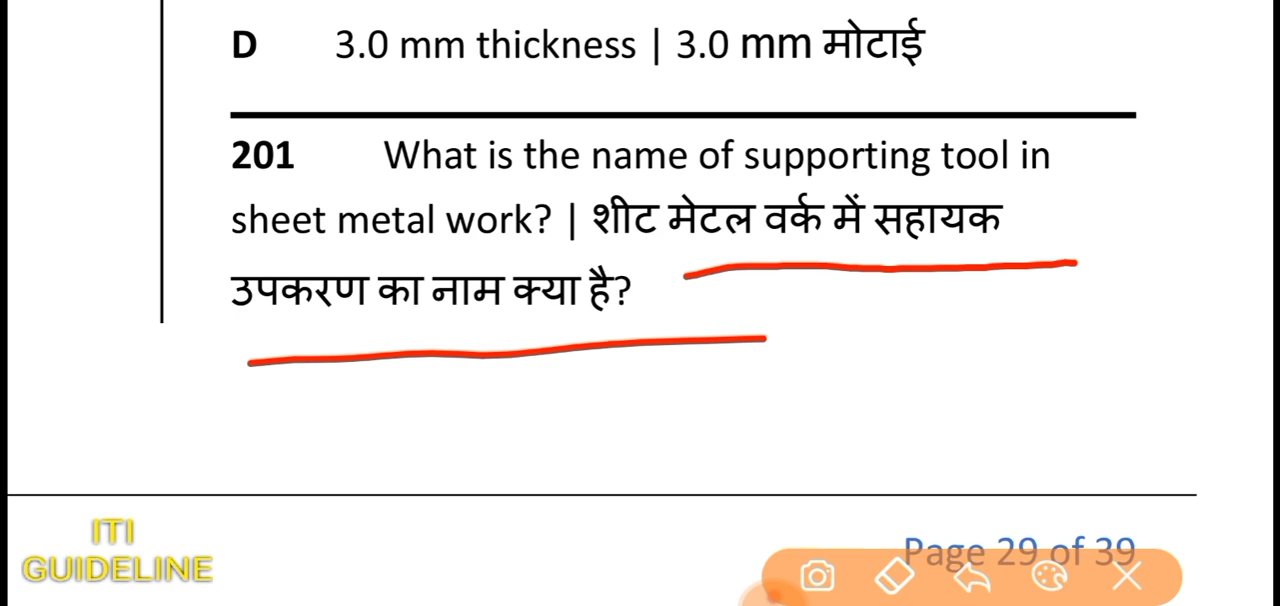 D 3.0 mm thickness | 3.0 mm मोटाई
201 What is the name of supporting tool in
sheet metal work? | शीट मेटल वर्क में सहायक
उपकरण का नाम क्या है?
ITI
GUIDELINE
Page 29 of 39